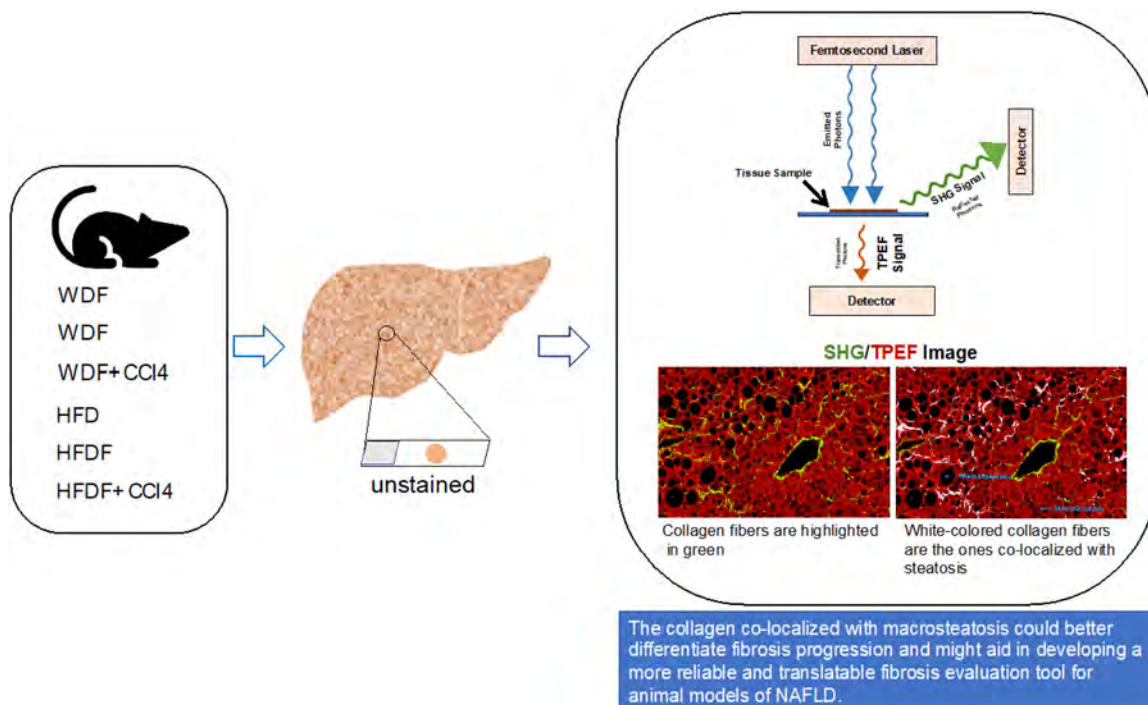 WDF
WDF
WDF+ CCl4
HFD
HFDF
HFDF+ CCl4
unstained
Femtosecond Laser
Emitted
Photons
Detector
Tissue Sample
SHG Signal
Photons
Photons
TPEF
Signal
Detector
SHG/TPEF Image
Collagen fibers are highlighted
in green
White-colored collagen fibers
are the ones co-localized with
steatosis
The collagen co-localized with macrosteatosis could better
differentiate fibrosis progression and might aid in developing a
more reliable and translatable fibrosis evaluation tool for
animal models of NAFLD.